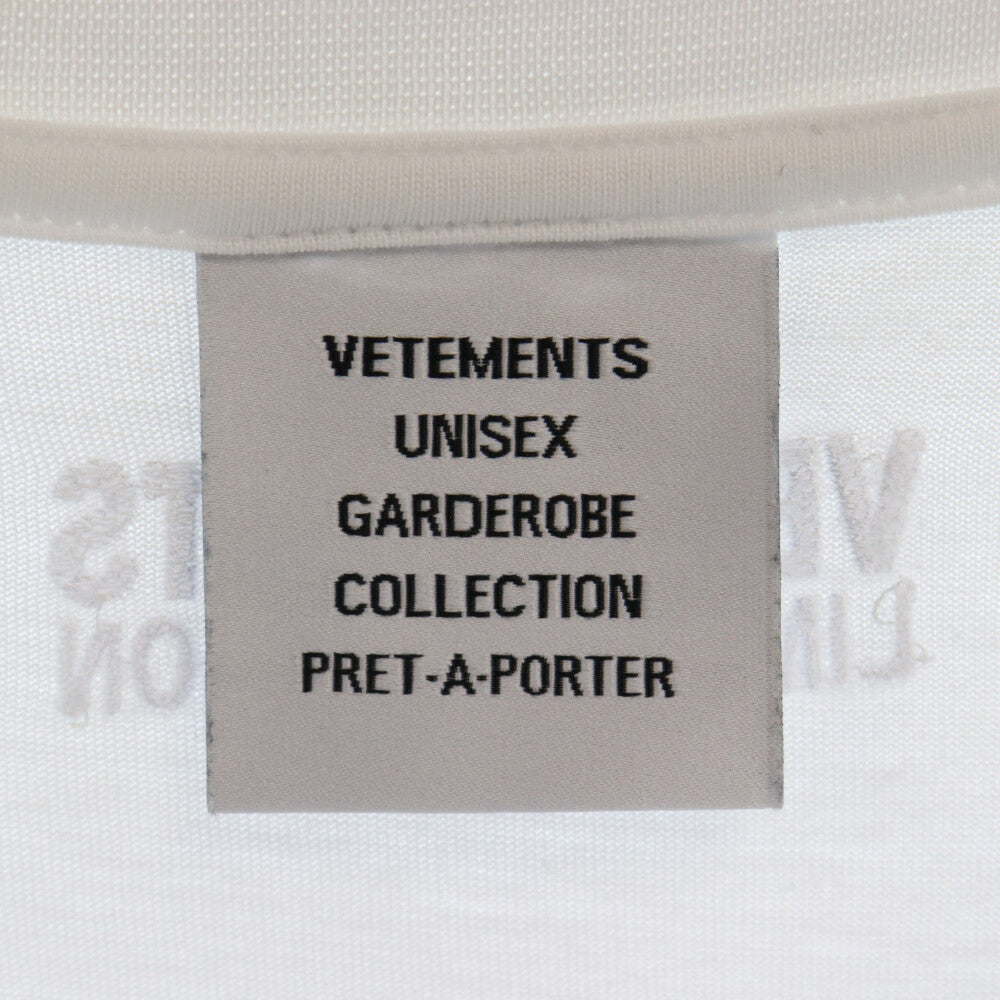 VETEMENTS
UNISEX
GARDEROBE
COLLECTION
PRET-A-PORTER